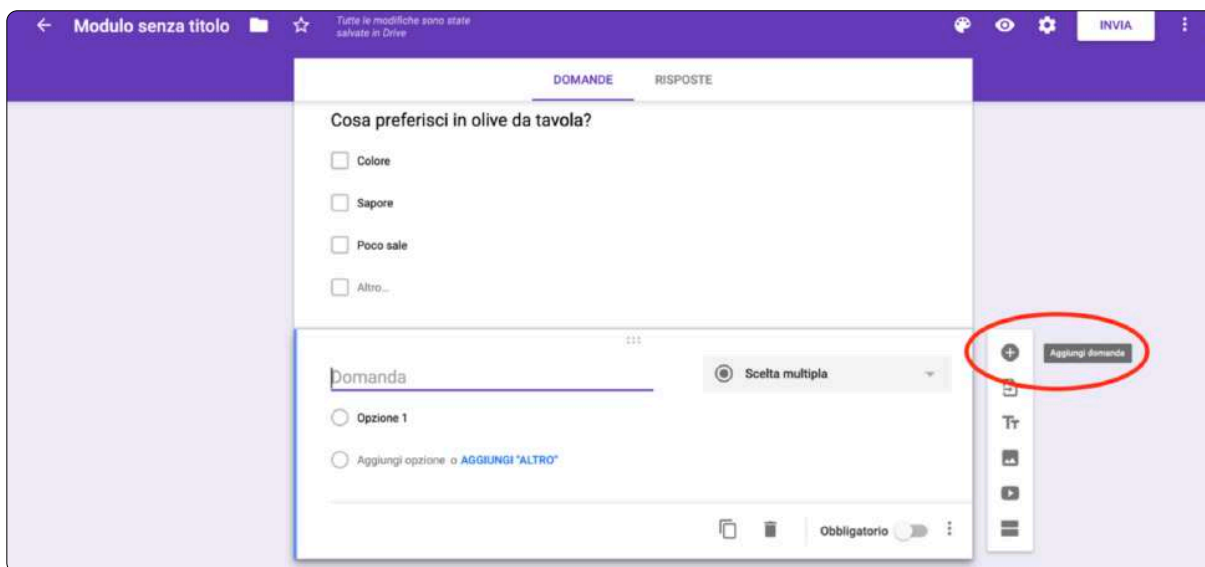 Modulo senza titolo
Tutte le modifiche sono state
salvate in Drive
INVIA
DOMANDE RISPOSTE
Cosa preferisci in olive da tavola?
Colore
Sapore
Poco sale
Altro...
Aggiungi domanda
Domanda
Scelta multipla
Opzione 1
Tт
Aggiungi opzione o AGGIUNGI "ALTRO"
Obbligatorio